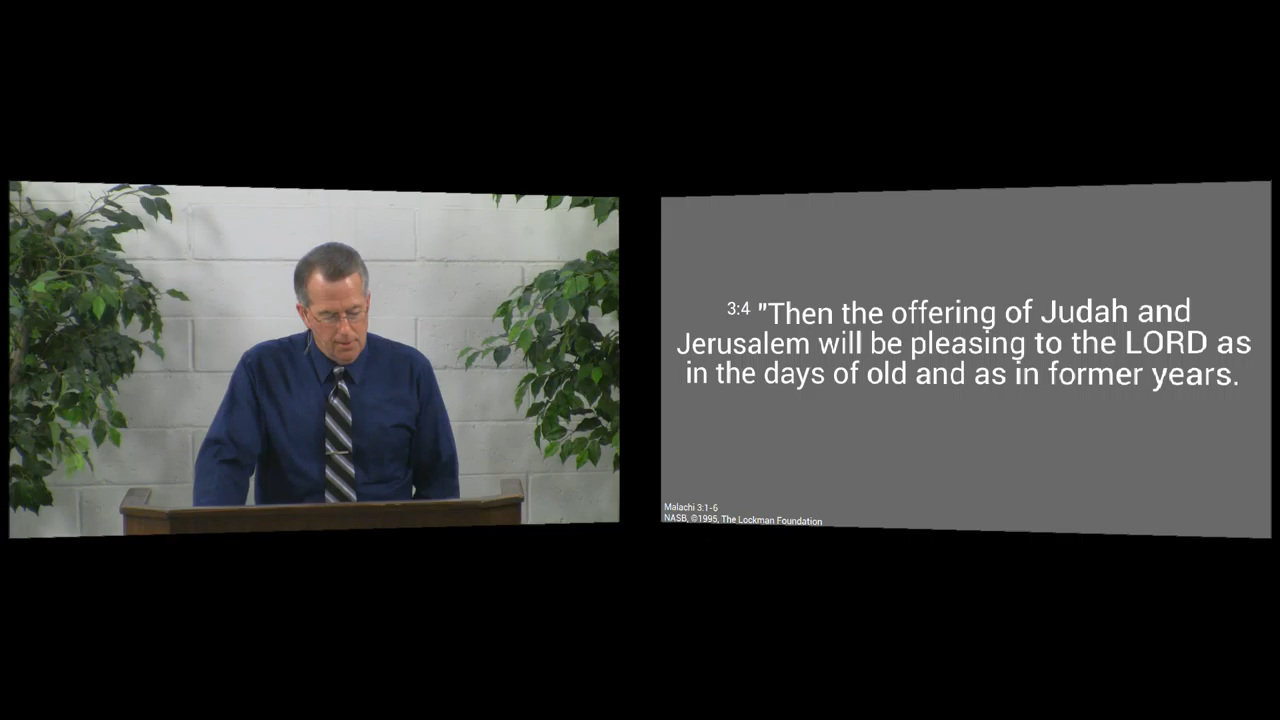 3:4 "Then the offering of Judah and
Jerusalem will be pleasing to the LORD as
in the days of old and as in former years.
Malachi 3:1-6
NASB, ©1995, The Lockman Foundation